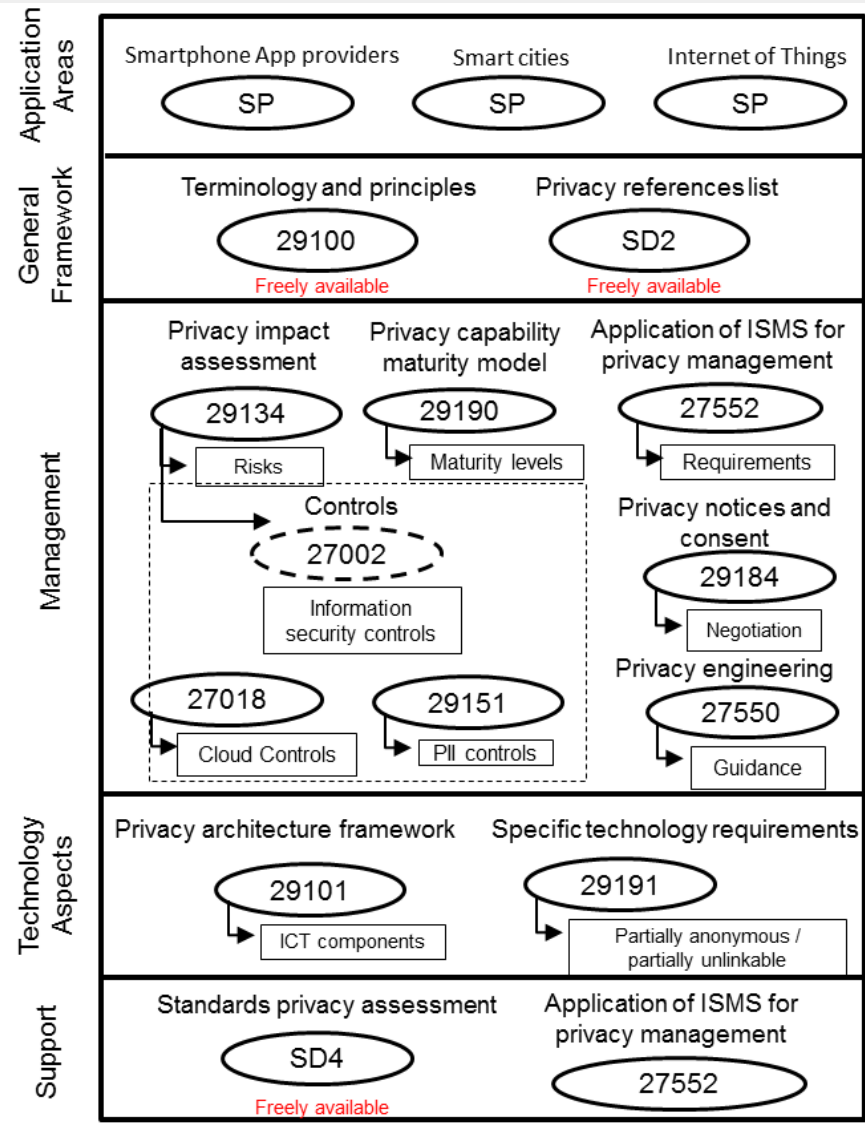 Application
Areas
Smartphone App providers
Smart cities
Internet of Things
SP
SP
SP
General
Framework
Terminology and principles
Privacy references list
29100
SD2
Freely available
Freely available
Management
Privacy impact
assessment
Privacy capability
maturity model
Application of ISMS for
privacy management
29134
29190
27552
Risks
Maturity levels
Requirements
Controls
27002
Information
security controls
Privacy notices and
consent
29184
Negotiation
27018
29151
Cloud Controls
PII controls
Privacy engineering
27550
Guidance
Technology
Aspects
Privacy architecture framework
Specific technology requirements
29101
29191
ICT components
Partially anonymous /
partially unlinkable
Support
Standards privacy assessment
Application of ISMS for
privacy management
SD4
27552
Freely available